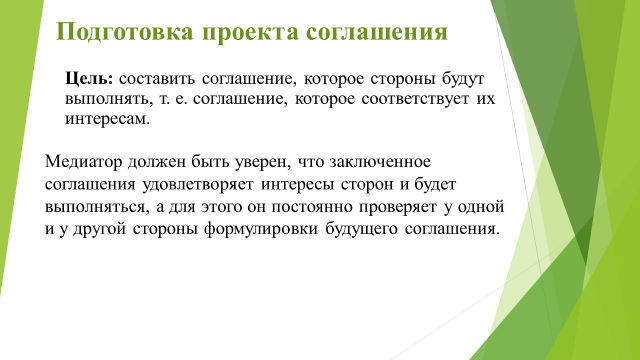 Подготовка проекта соглашения
Цель: составить соглашение, которое стороны будут
выполнять, т. е. соглашение, которое соответствует их
интересам.
Медиатор должен быть уверен, что заключенное
соглашения удовлетворяет интересы сторон и будет
выполняться, а для этого он постоянно проверяет у одной
и у другой стороны формулировки будущего соглашения.